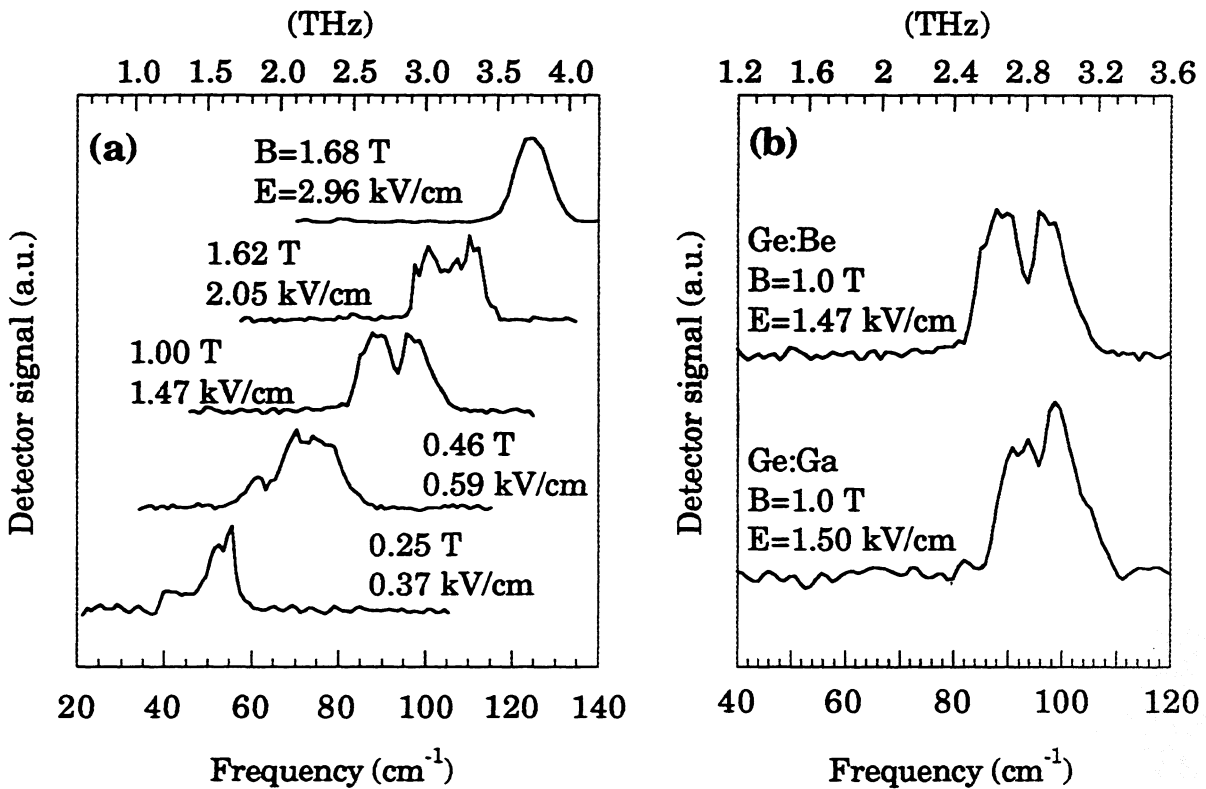 (THz)
1.0 1.5 2.0 2.5 3.0 3.5 4.0
(a)
B=1.68 T
E=2.96 kV/cm
1.62 T
2.05 kV/cm
1.00 T
1.47 kV/cm
0.46 T
0.59 kV/cm
0.25 T
0.37 kV/cm
Detector signal (a.u.)
20 40 60 80 100 120 140
Frequency (cm⁻¹)
(THz)
1.2 1.6 2 2.4 2.8 3.2 3.6
(b)
Ge:Be
B=1.0 T
E=1.47 kV/cm
Ge:Ga
B=1.0 T
E=1.50 kV/cm
Detector signal (a.u.)
40 60 80 100 120
Frequency (cm⁻¹)